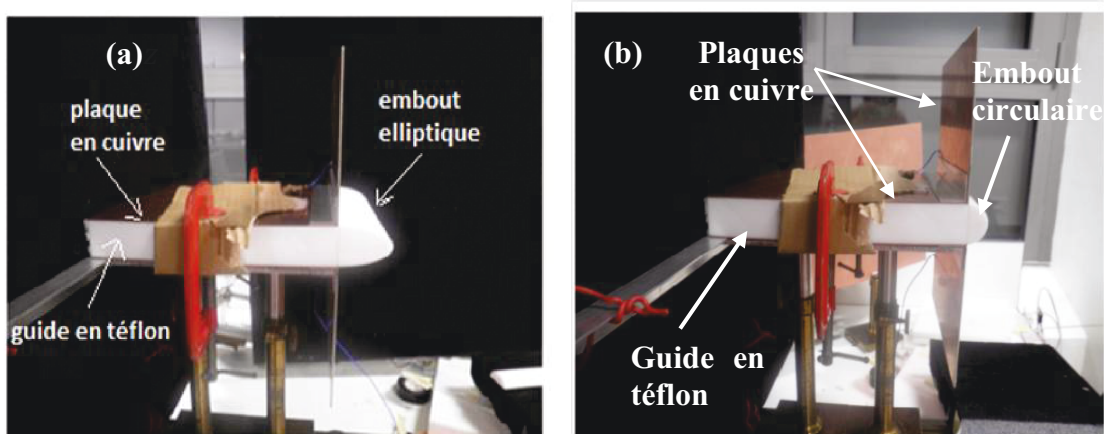 (a)
plaque
en cuivre
embout
elliptique
guide en téflon
(b)
Plaques
en cuivre
Embout
circulaire
Guide en
téflon